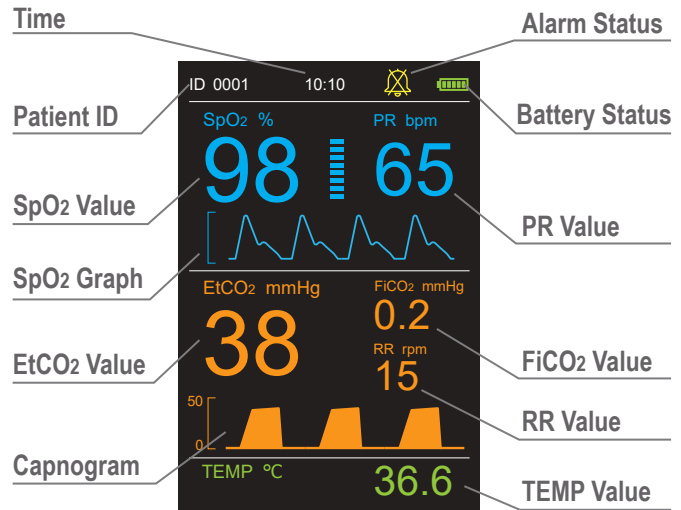 Time
Alarm Status
ID 0001 10:10
Patient ID
Battery Status
SpO2 % PR bpm
98 65
SpO2 Value
PR Value
SpO2 Graph
EtCO2 mmHg FiCO2 mmHg
0.2
38
RR rpm
EtCO2 Value
FiCO2 Value
15
50
RR Value
0
Capnogram
TEMP °C 36.6
TEMP Value